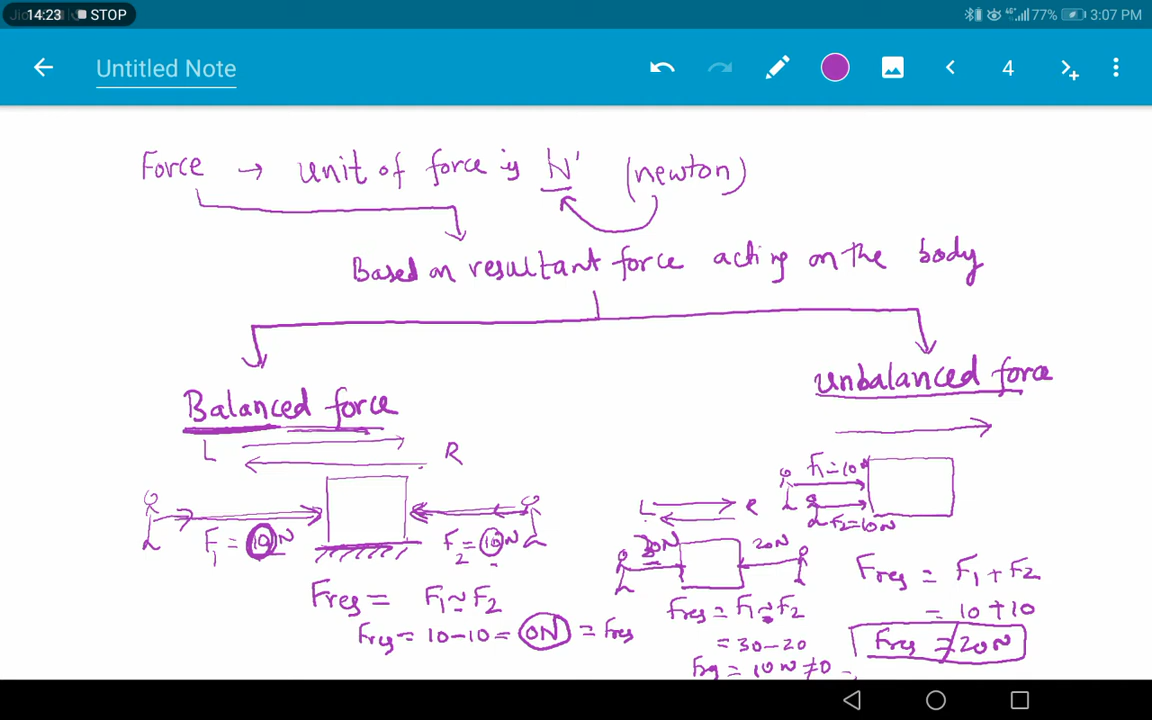 14:23 STOP 77% 3:07 PM
Untitled Note 4
Force → unit of force is 'N' (newton)
Based on resultant force acting on the body
Balanced force
L R
F1 = 10N F2 = 10N
Fres = F1 ~ F2
Fres = 10-10 = 0N = Fres
unbalanced force
F1 = 10N
F2 = 10N
L R
30N 20N
Fres = F1 ~ F2
= 30-20
Fres = 10N ≠ 0
Fres = F1 + F2
= 10 + 10
Fres ≠ 20N